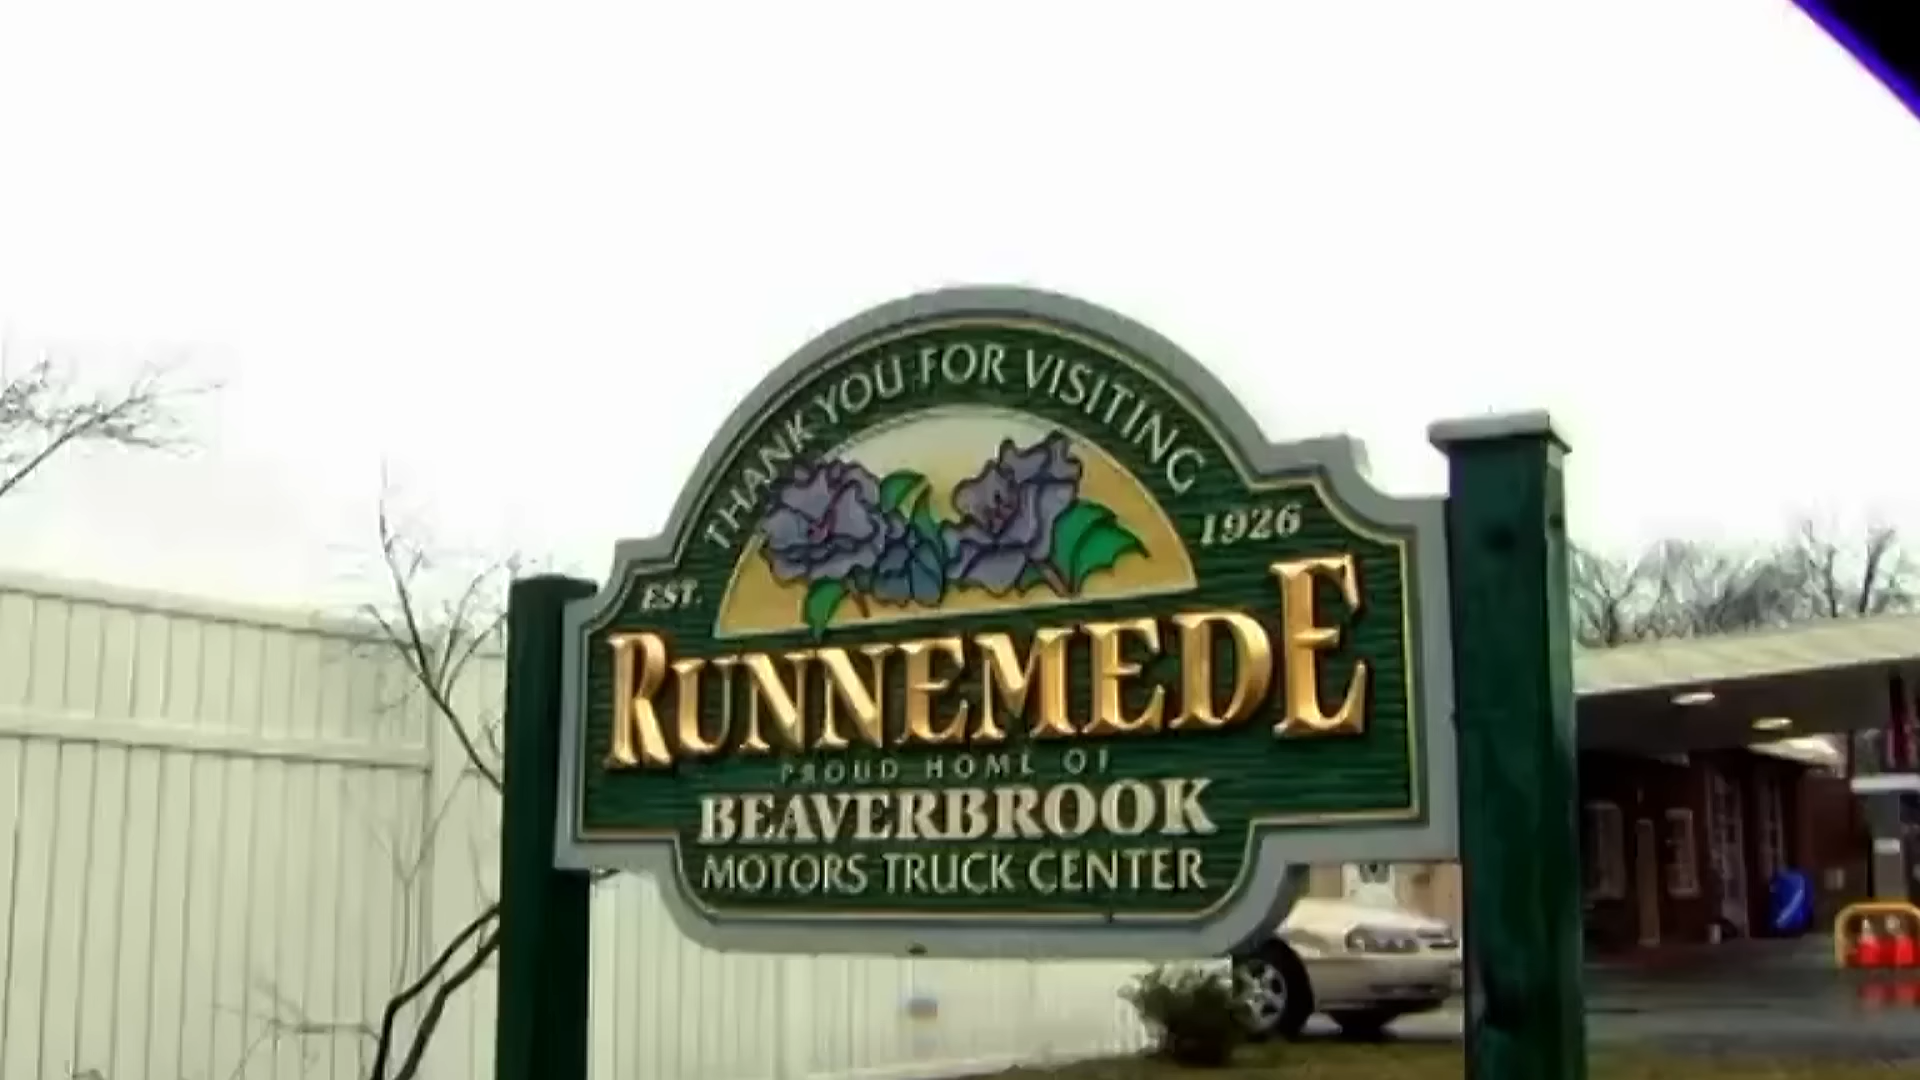 THANK YOU FOR VISITING
EST. 1926
RUNNEMEDE
PROUD HOME OF
BEAVERBROOK
MOTORS TRUCK CENTER